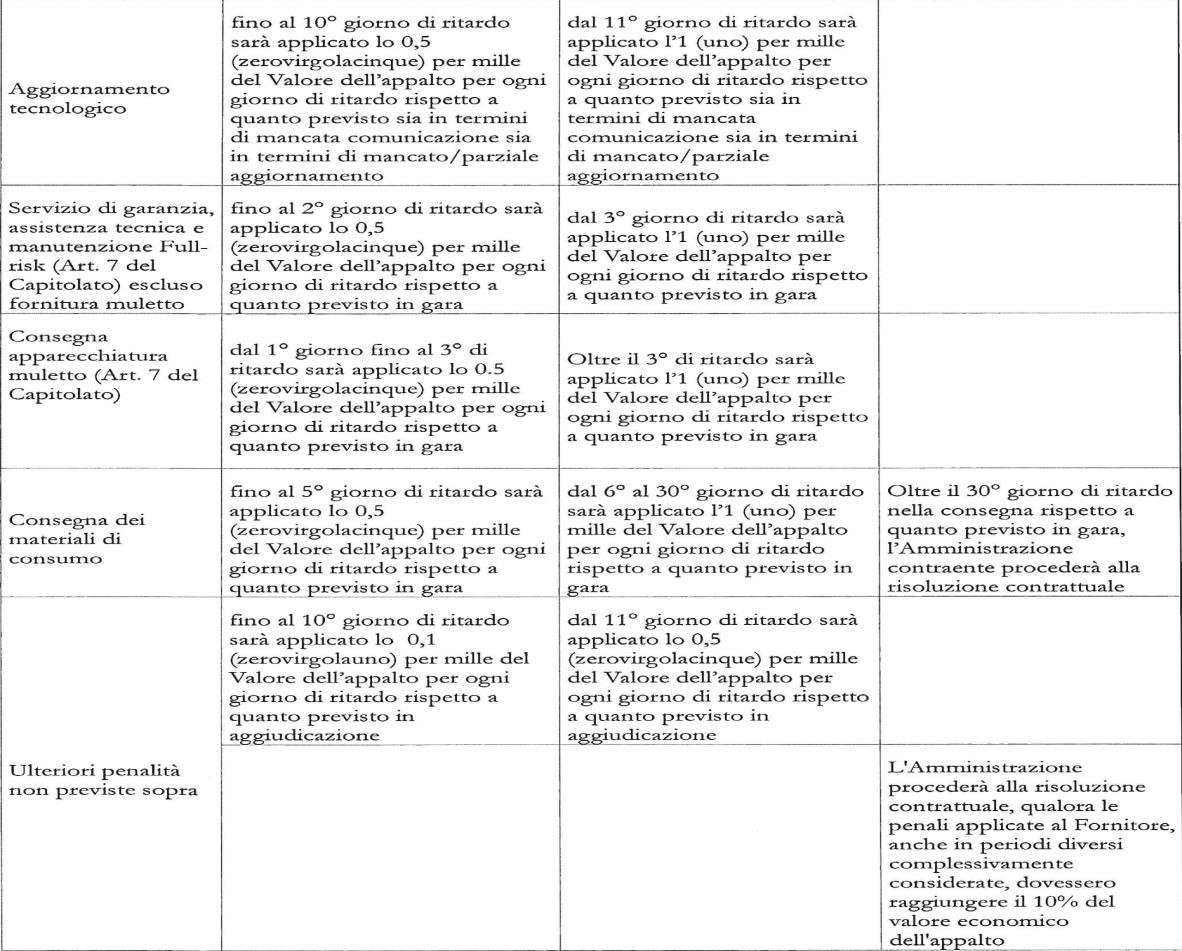 Aggiornamento
tecnologico
fino al 10° giorno di ritardo
sarà applicato lo 0,5
(zerovirgolacinque) per mille
del Valore dell'appalto per ogni
giorno di ritardo rispetto a
quanto previsto sia in termini
di mancata comunicazione sia
in termini di mancato/parziale
aggiornamento
dal 11° giorno di ritardo sarà
applicato l'1 (uno) per mille
del Valore dell'appalto per
ogni giorno di ritardo rispetto
a quanto previsto sia in
termini di mancata
comunicazione sia in termini
di mancato/parziale
aggiornamento
Servizio di garanzia,
assistenza tecnica e
manutenzione Full-
risk (Art. 7 del
Capitolato) escluso
fornitura muletto
fino al 2° giorno di ritardo sarà
applicato lo 0,5
(zerovirgolacinque) per mille
del Valore dell'appalto per ogni
giorno di ritardo rispetto a
quanto previsto in gara
dal 3° giorno di ritardo sarà
applicato l'1 (uno) per mille
del Valore dell'appalto per
ogni giorno di ritardo rispetto
a quanto previsto in gara
Consegna
apparecchiatura
muletto (Art. 7 del
Capitolato)
dal 1° giorno fino al 3° di
ritardo sarà applicato lo 0.5
(zerovirgolacinque) per mille
del Valore dell'appalto per ogni
giorno di ritardo rispetto a
quanto previsto in gara
Oltre il 3° di ritardo sarà
applicato l'1 (uno) per mille
del Valore dell'appalto per
ogni giorno di ritardo rispetto
a quanto previsto in gara
Consegna dei
materiali di
consumo
fino al 5° giorno di ritardo sarà
applicato lo 0,5
(zerovirgolacinque) per mille
del Valore dell'appalto per ogni
giorno di ritardo rispetto a
quanto previsto in gara
dal 6° al 30° giorno di ritardo
sarà applicato l'1 (uno) per
mille del Valore dell'appalto
per ogni giorno di ritardo
rispetto a quanto previsto in
gara
Oltre il 30° giorno di ritardo
nella consegna rispetto a
quanto previsto in gara,
l'Amministrazione
contraente procederà alla
risoluzione contrattuale
Ulteriori penalità
non previste sopra
fino al 10° giorno di ritardo
sarà applicato lo 0,1
(zerovirgolauno) per mille del
Valore dell'appalto per ogni
giorno di ritardo rispetto a
quanto previsto in
aggiudicazione
dal 11° giorno di ritardo sarà
applicato lo 0,5
(zerovirgolacinque) per mille
del Valore dell'appalto per
ogni giorno di ritardo rispetto
a quanto previsto in
aggiudicazione
L'Amministrazione
procederà alla risoluzione
contrattuale, qualora le
penali applicate al Fornitore,
anche in periodi diversi
complessivamente
considerate, dovessero
raggiungere il 10% del
valore economico
dell'appalto